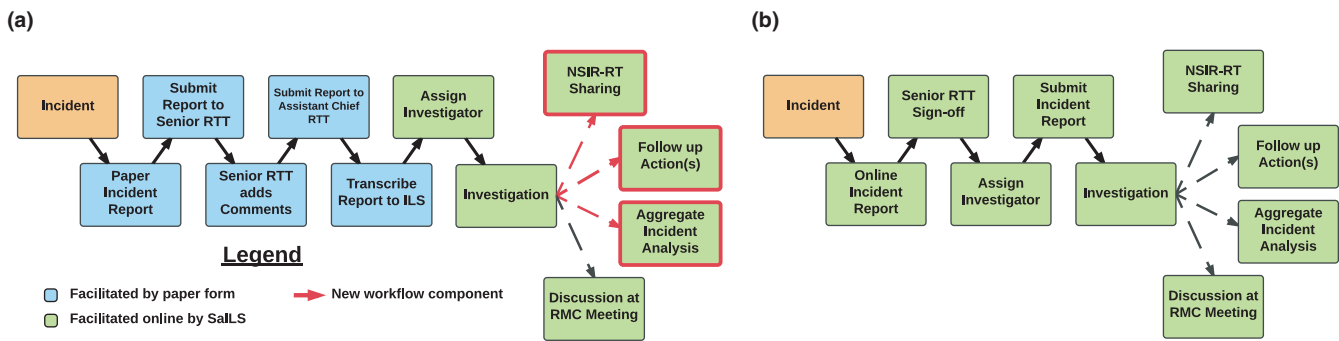 (a)
Incident
Paper
Incident
Report
Submit
Report to
Senior RTT
Senior RTT
adds
Comments
Submit Report to
Assistant Chief
RTT
Transcribe
Report to ILS
Assign
Investigator
Investigation
NSIR-RT
Sharing
Follow up
Action(s)
Aggregate
Incident
Analysis
Discussion at
RMC Meeting
Legend
Facilitated by paper form
New workflow component
Facilitated online by SaILS
(b)
Incident
Online
Incident
Report
Senior RTT
Sign-off
Assign
Investigator
Submit
Incident
Report
Investigation
NSIR-RT
Sharing
Follow up
Action(s)
Aggregate
Incident
Analysis
Discussion at
RMC Meeting